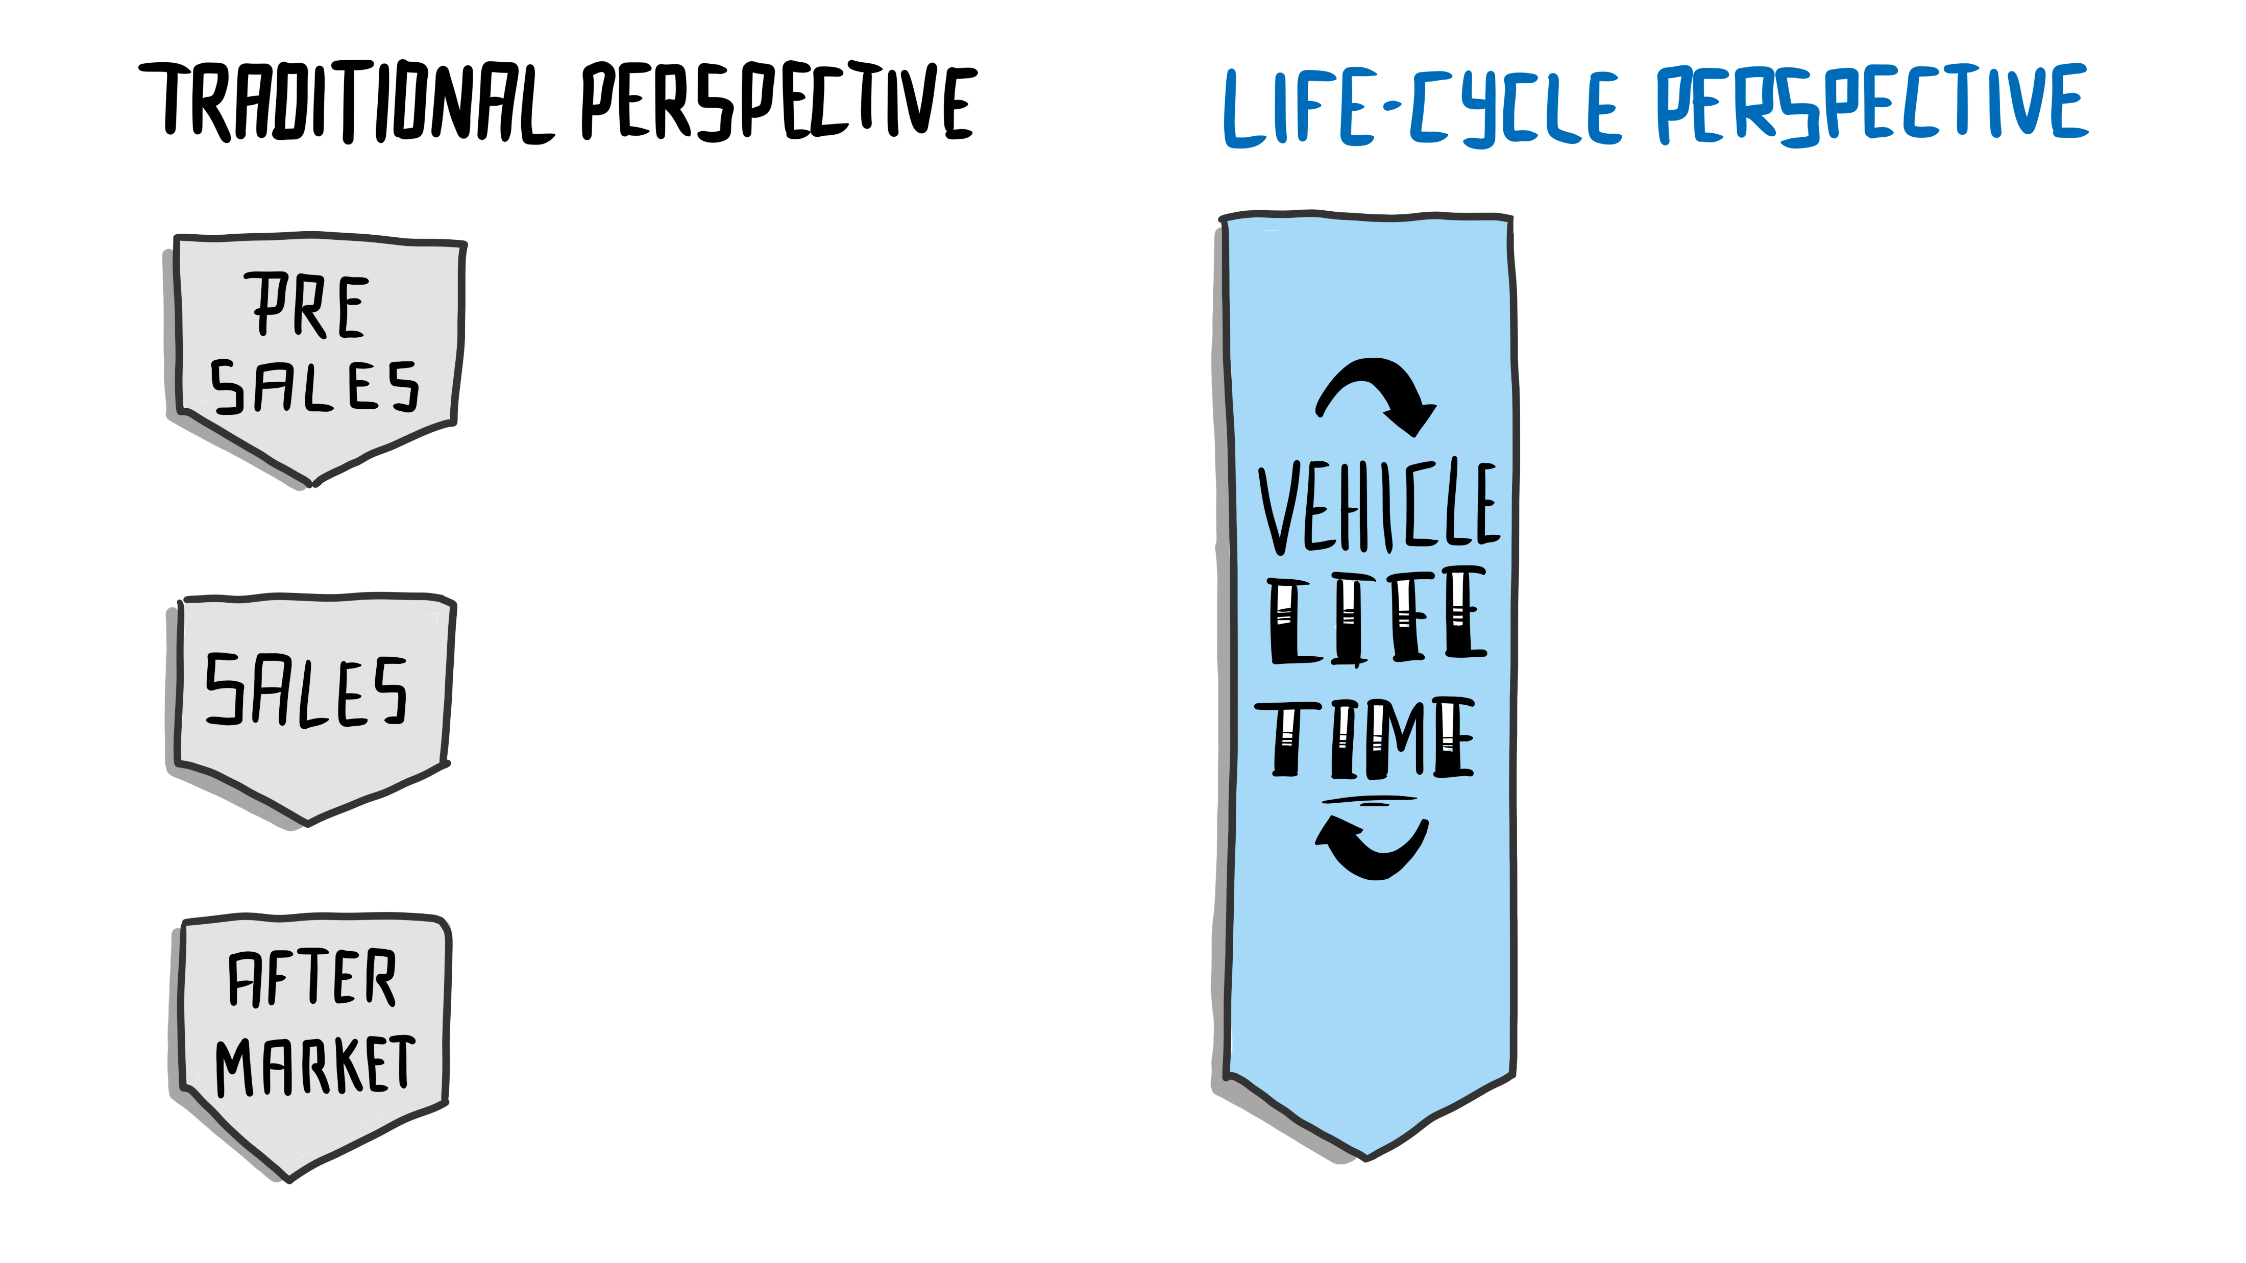 TRADITIONAL PERSPECTIVE
PRE
SALES
SALES
AFTER
MARKET
LIFE-CYCLE PERSPECTIVE
VEHICLE
LIFE
TIME